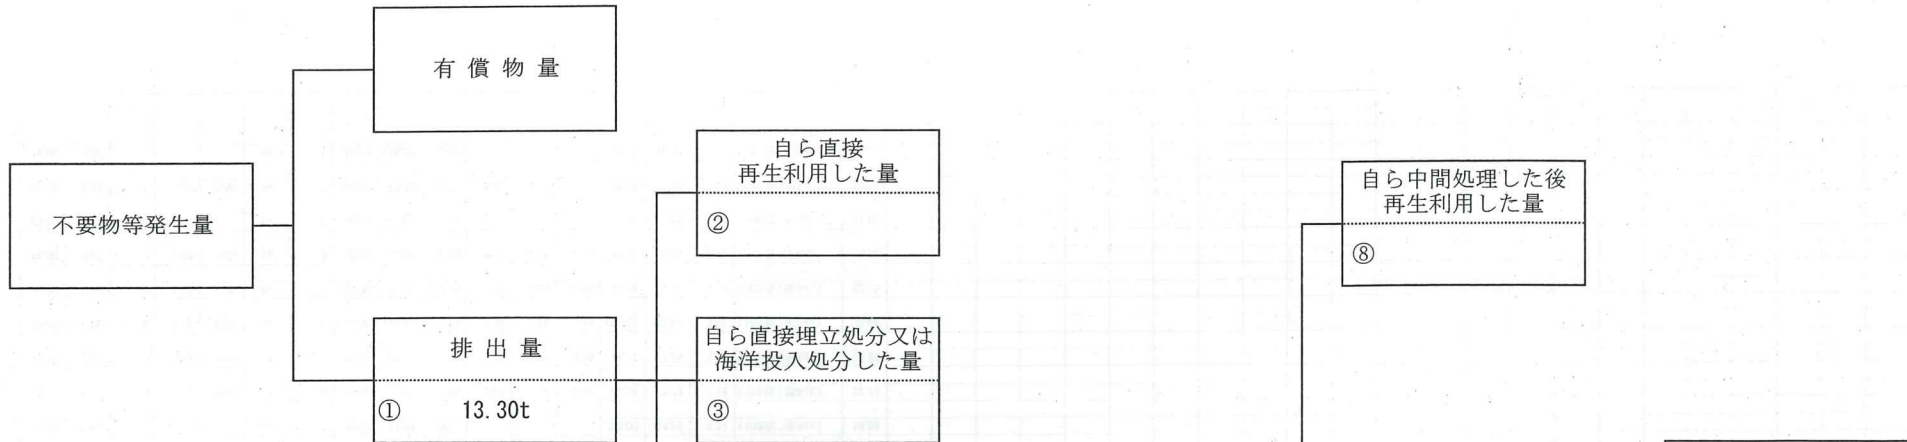 有償物量
自ら直接
再生利用した量
②
自ら中間処理した後
再生利用した量
⑧
不要物等発生量
排出量
① 13.30t
自ら直接埋立処分又は
海洋投入処分した量
③